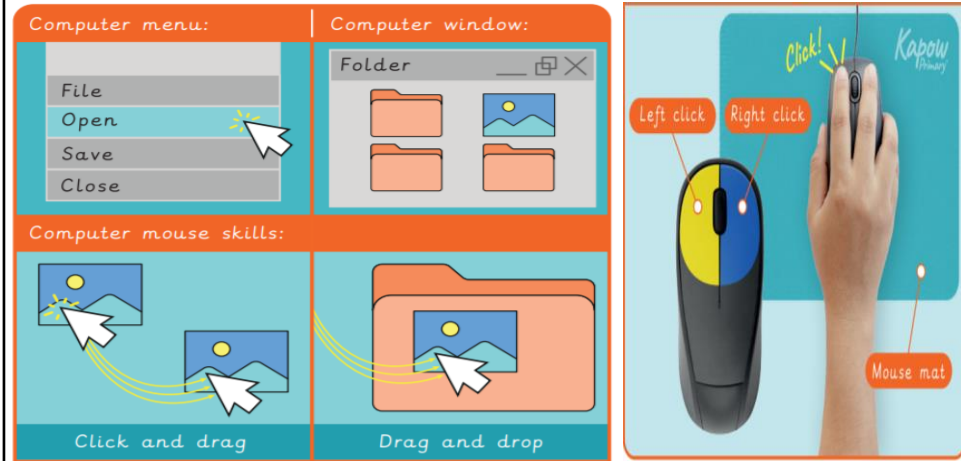 Computer menu:
Computer window:
File
Open
Save
Close
Folder
Computer mouse skills:
Click and drag
Drag and drop
Click!
Kapow
Primary
Left click
Right click
Mouse mat